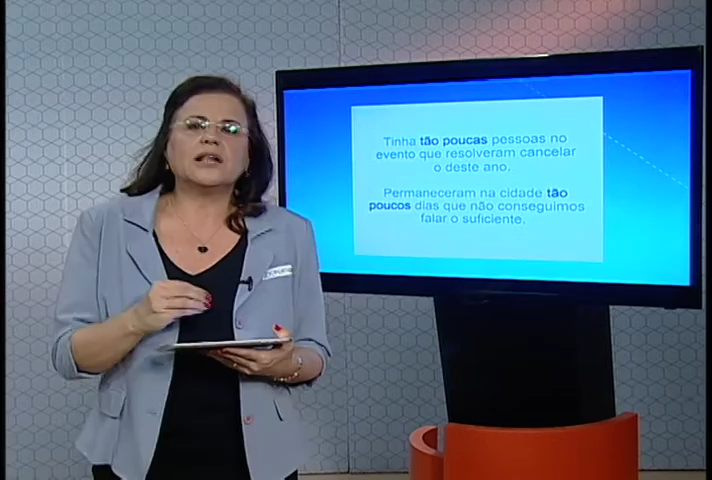 Tinha tão poucas pessoas no
evento que resolveram cancelar
o deste ano.
Permaneceram na cidade tão
poucos dias que não conseguimos
falar o suficiente.